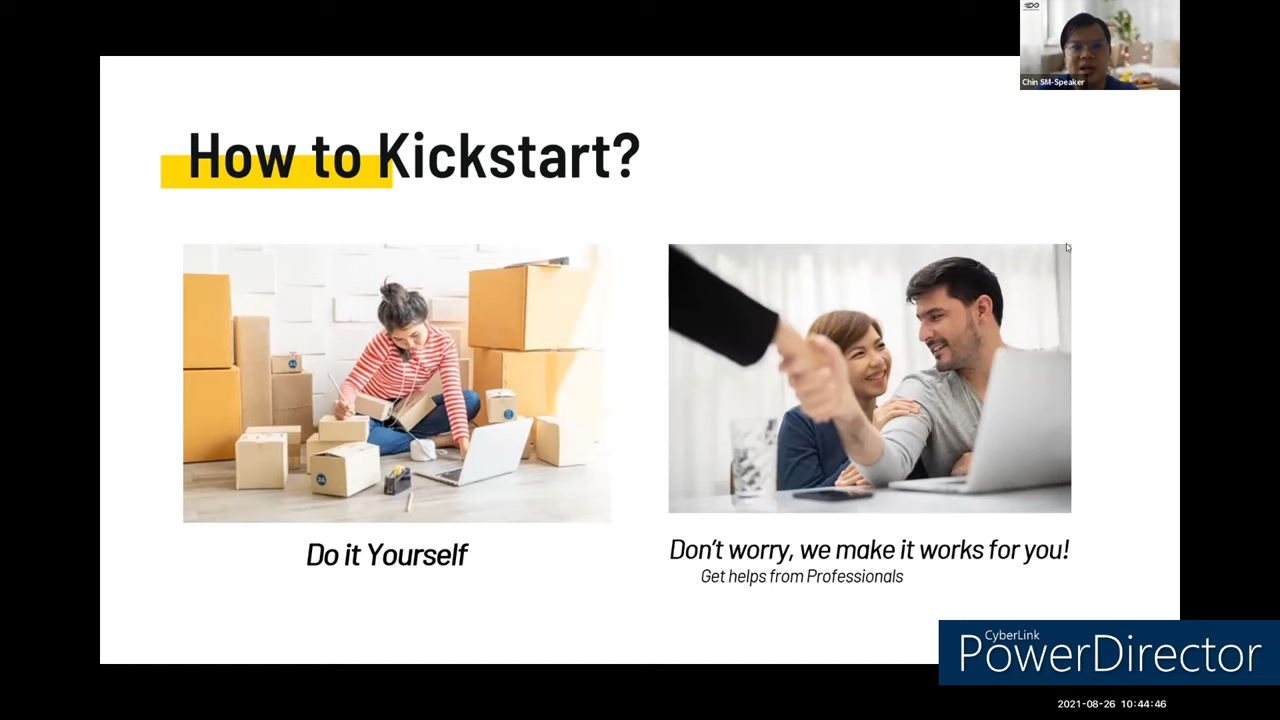 Chin SM-Speaker
How to Kickstart?
Do it Yourself
Don't worry, we make it works for you!
Get helps from Professionals
CyberLink
PowerDirector
2021-08-26 10:44:46